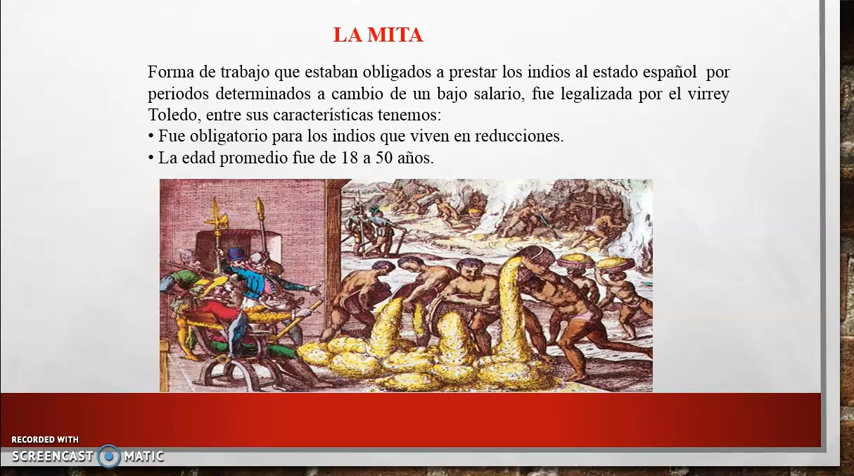 LA MITA
Forma de trabajo que estaban obligados a prestar los indios al estado español por
periodos determinados a cambio de un bajo salario, fue legalizada por el virrey
Toledo, entre sus características tenemos:
• Fue obligatorio para los indios que viven en reducciones.
• La edad promedio fue de 18 a 50 años.
RECORDED WITH
SCREENCAST MATIC